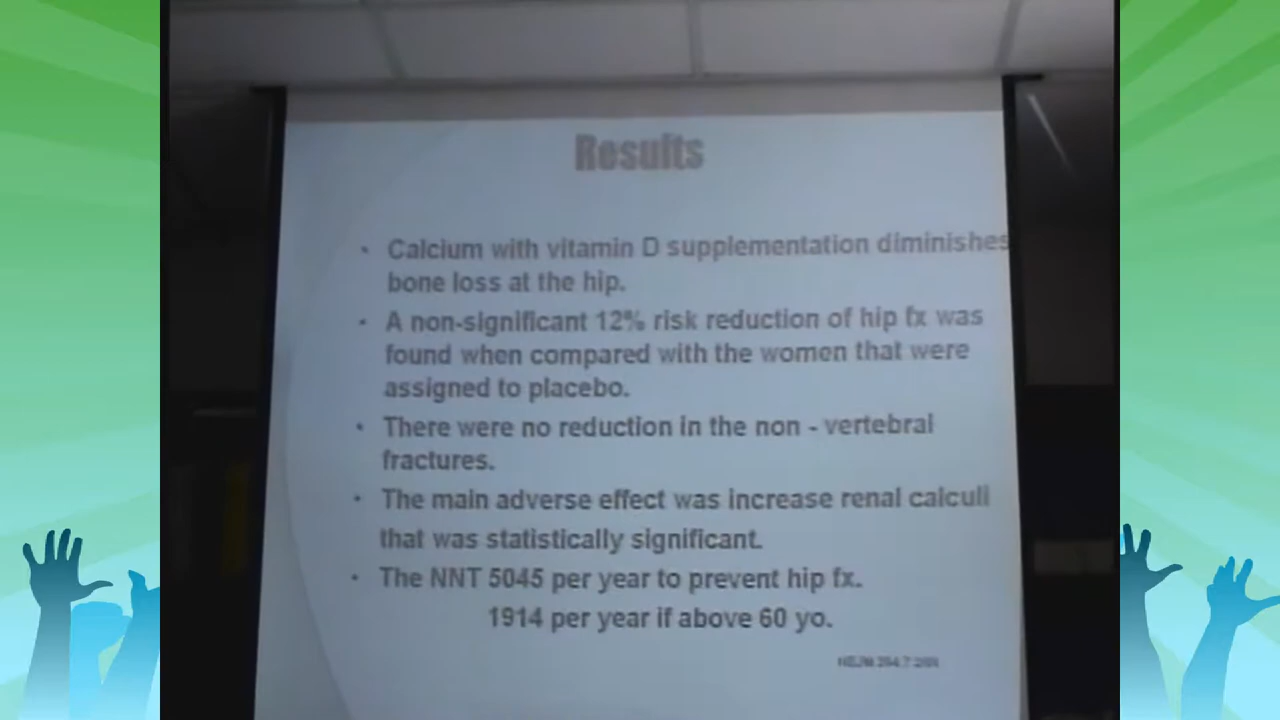 Results
• Calcium with vitamin D supplementation diminishes
bone loss at the hip.
• A non-significant 12% risk reduction of hip fx was
found when compared with the women that were
assigned to placebo.
• There were no reduction in the non - vertebral
fractures.
• The main adverse effect was increase renal calculi
that was statistically significant.
• The NNT 5045 per year to prevent hip fx.
1914 per year if above 60 yo.